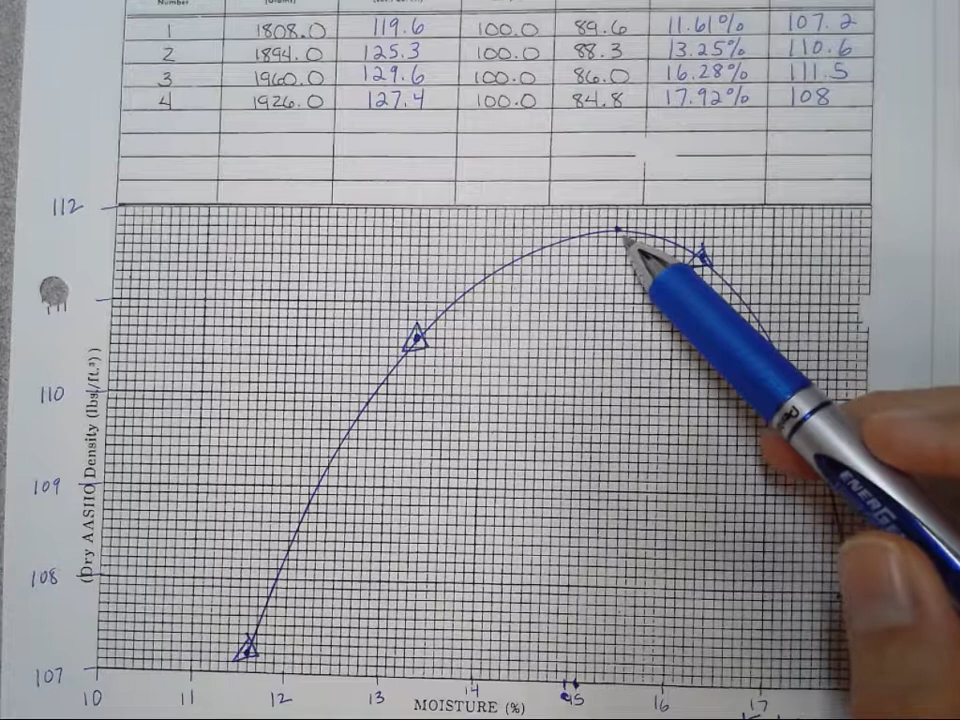 Number
1 1808.0 119.6 100.0 89.6 11.61% 107.2
2 1894.0 125.3 100.0 88.3 13.25% 110.6
3 1960.0 129.6 100.0 86.0 16.28% 111.5
4 1926.0 127.4 100.0 84.8 17.92% 108
112
110
109
108
107
(Dry AASHO Density (lbs/ft.³))
10 11 12 13 14 15 16 17
MOISTURE (%)
ENERG